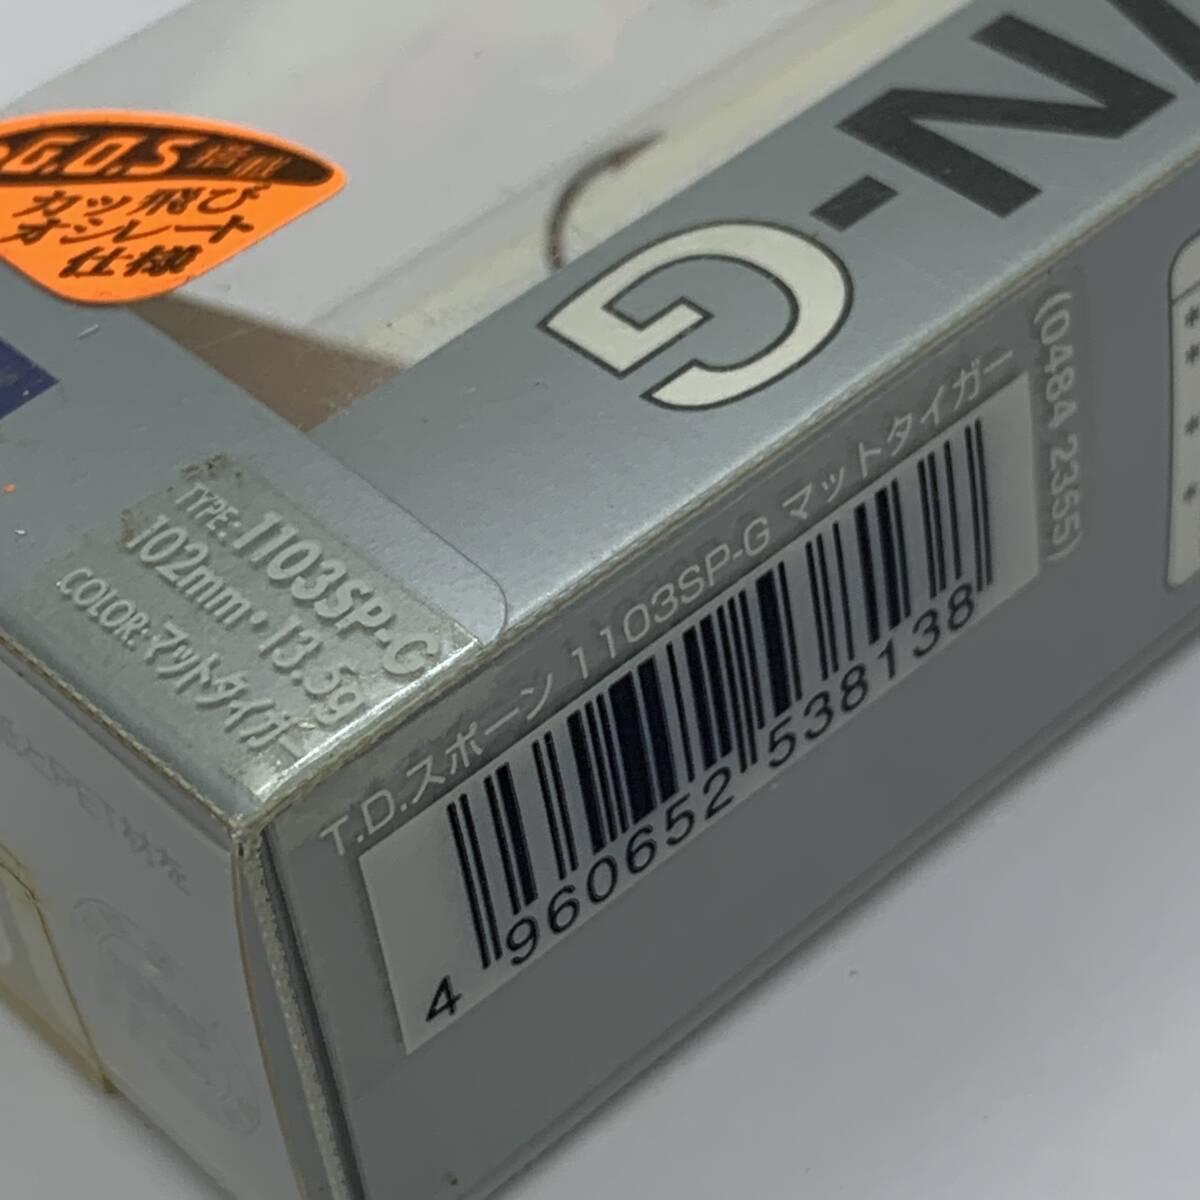 G.O.S 搭載
カッ飛び
オシレート
仕様
N-G
TYPE:1103SP-G
102mm・13.5g
COLOR:マットタイガー
T.D.スポーン 1103SP-G マットタイガー
(0484 2355)
4 960652 538138